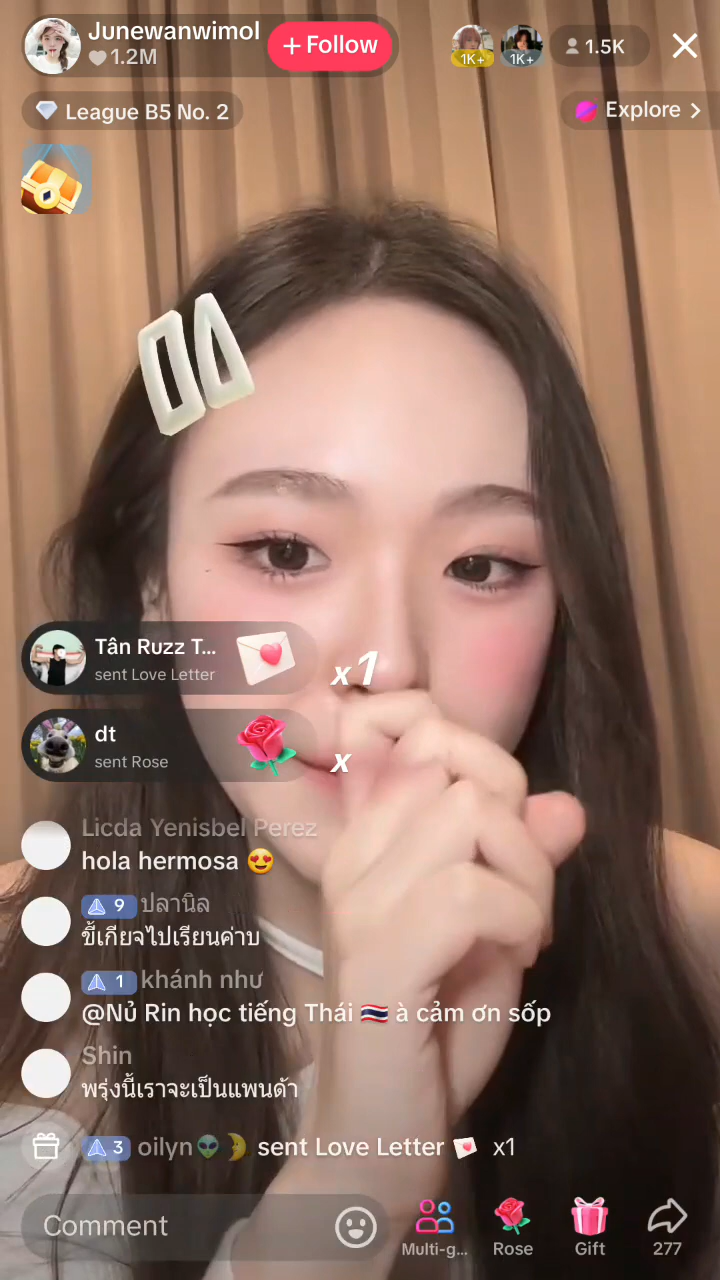 Junewanwimol
1.2M
+ Follow
1K+
1K+
1.5K
League B5 No. 2
Explore
Tân Ruzz T...
sent Love Letter
x1
dt
sent Rose
x
Licda Yenisbel Perez
hola hermosa 😍
9 ปลานิล
ขี้เกียจไปเรียนค่าบ
1 khánh như
@Nủ Rin học tiếng Thái 🇹🇭 à cảm ơn sốp
Shin
พรุ่งนี้เราจะเป็นแพนด้า
3 oilyn👽🌛 sent Love Letter 💌 x1
Comment
Multi-g...
Rose
Gift
277